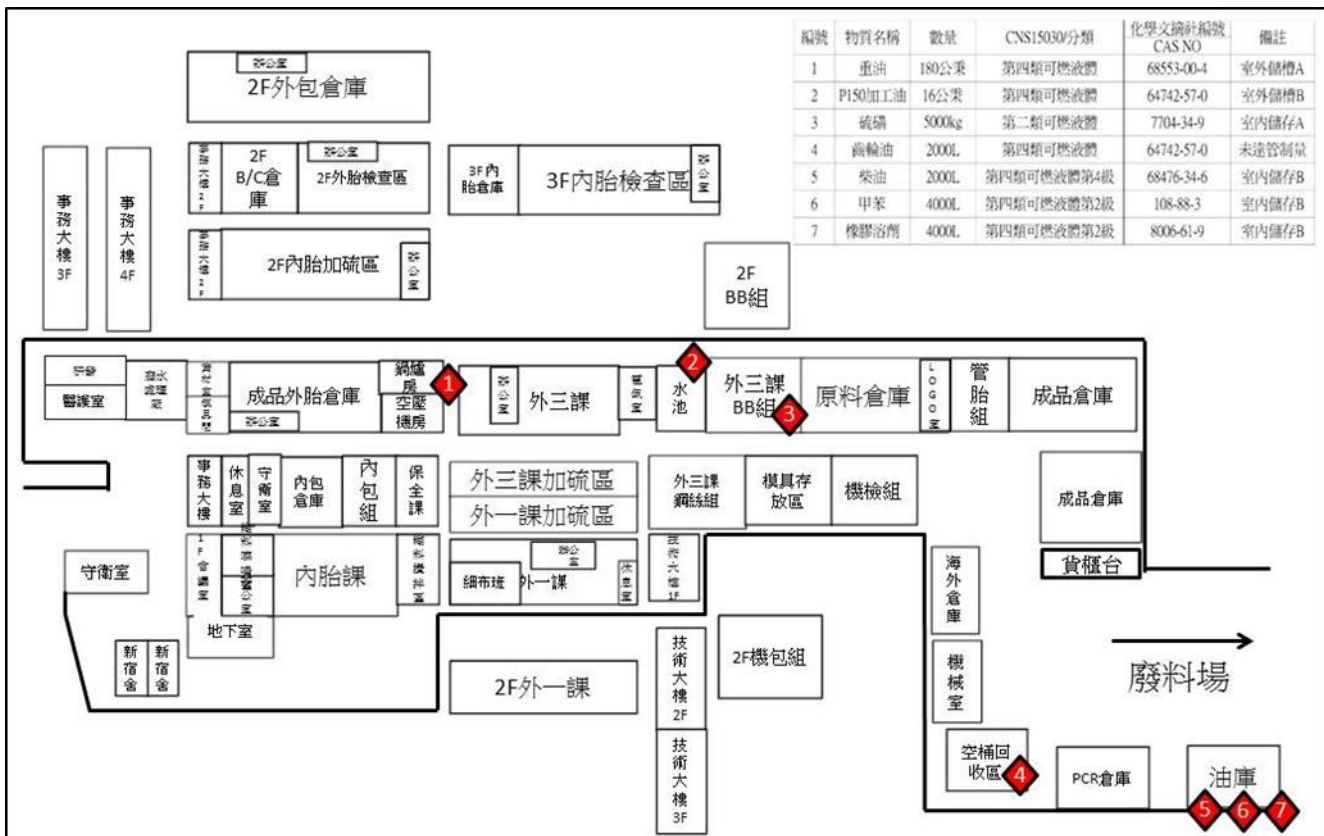 編號 物質名稱 數量 CNS15030/分類 化學文摘社編號 CAS NO 備註
1 重油 180公秉 第四類可燃液體 68553-00-4 室外儲槽A
2 P150加工油 16公秉 第四類可燃液體 64742-57-0 室外儲槽B
3 硫磺 5000kg 第二類可燃液體 7704-34-9 室內儲存A
4 齒輪油 2000L 第四類可燃液體 64742-57-0 未達管制量
5 柴油 2000L 第四類可燃液體第4級 68476-34-6 室內儲存B
6 甲苯 4000L 第四類可燃液體第2級 108-88-3 室內儲存B
7 橡膠溶劑 4000L 第四類可燃液體第2級 8006-61-9 室內儲存B
辦公室
2F外包倉庫
事務大樓3F
事務大樓4F
2F
B/C倉庫
辦公室
2F外胎檢查區
3F內
胎倉庫
3F內胎檢查區
辦公室
2F內胎加硫區
辦公室
2F
BB組
醫護室
成品外胎倉庫
辦公室
鍋爐房
空壓機房
1
辦公室
外三課
水池
2
外三課
BB組
3
原料倉庫
LOGO室
管胎組
成品倉庫
事務大樓
休息室
守衛室
內包
倉庫
內包組
保全課
外三課加硫區
外一課加硫區
外三課
鋼絲組
模具存
放區
機檢組
成品倉庫
貨櫃台
守衛室
1F會議室
內胎課
地下室
辦公室
細布班
外一課
休息室
技術大樓1F
海外倉庫
新宿舍
新宿舍
2F外一課
技術大樓2F
2F機包組
機械室
廢料場
技術大樓3F
空桶回
收區
4
PCR倉庫
油庫
5
6
7